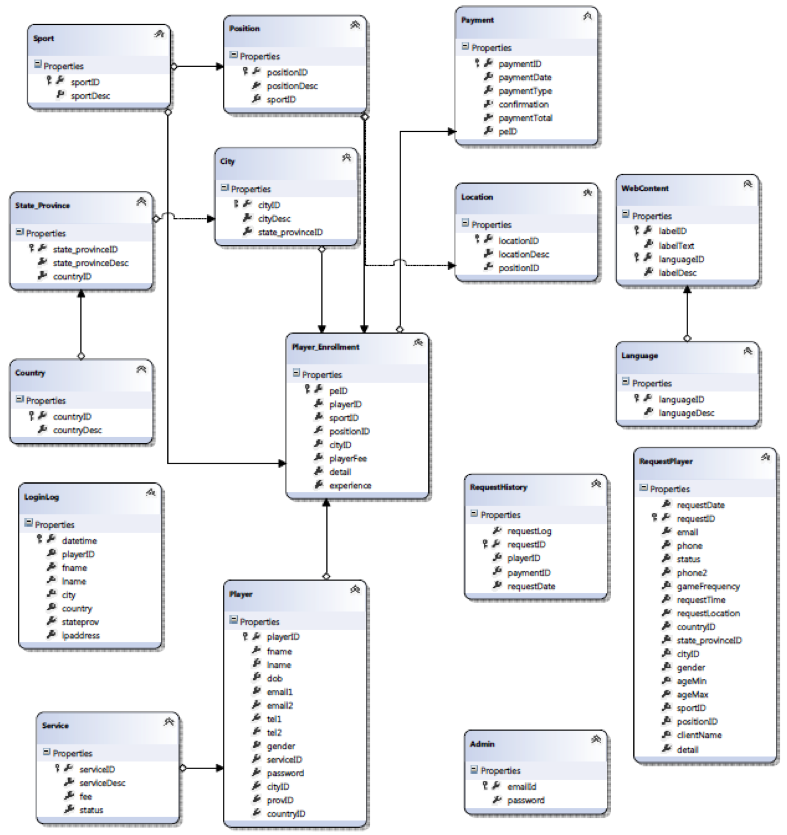 Sport
Properties
sportID
sportDesc
Position
Properties
positionID
positionDesc
sportID
Payment
Properties
paymentID
paymentDate
paymentType
confirmation
paymentTotal
peID
City
Properties
cityID
cityDesc
state_provinceID
State_Province
Properties
state_provinceID
state_provinceDesc
countryID
Location
Properties
locationID
locationDesc
positionID
WebContent
Properties
labelID
labelText
languageID
labelDesc
Country
Properties
countryID
countryDesc
Player_Enrollment
Properties
peID
playerID
sportID
positionID
cityID
playerFee
detail
experience
Language
Properties
languageID
languageDesc
LoginLog
Properties
datetime
playerID
fname
lname
city
country
stateprov
ipaddress
RequestHistory
Properties
requestLog
requestID
playerID
paymentID
requestDate
RequestPlayer
Properties
requestDate
requestID
email
phone
status
phone2
gameFrequency
requestTime
requestLocation
countryID
state_provinceID
cityID
gender
ageMin
ageMax
sportID
positionID
clientName
detail
Player
Properties
playerID
fname
lname
dob
email1
email2
tel1
tel2
gender
serviceID
password
cityID
provID
countryID
Service
Properties
serviceID
serviceDesc
fee
status
Admin
Properties
emailId
password